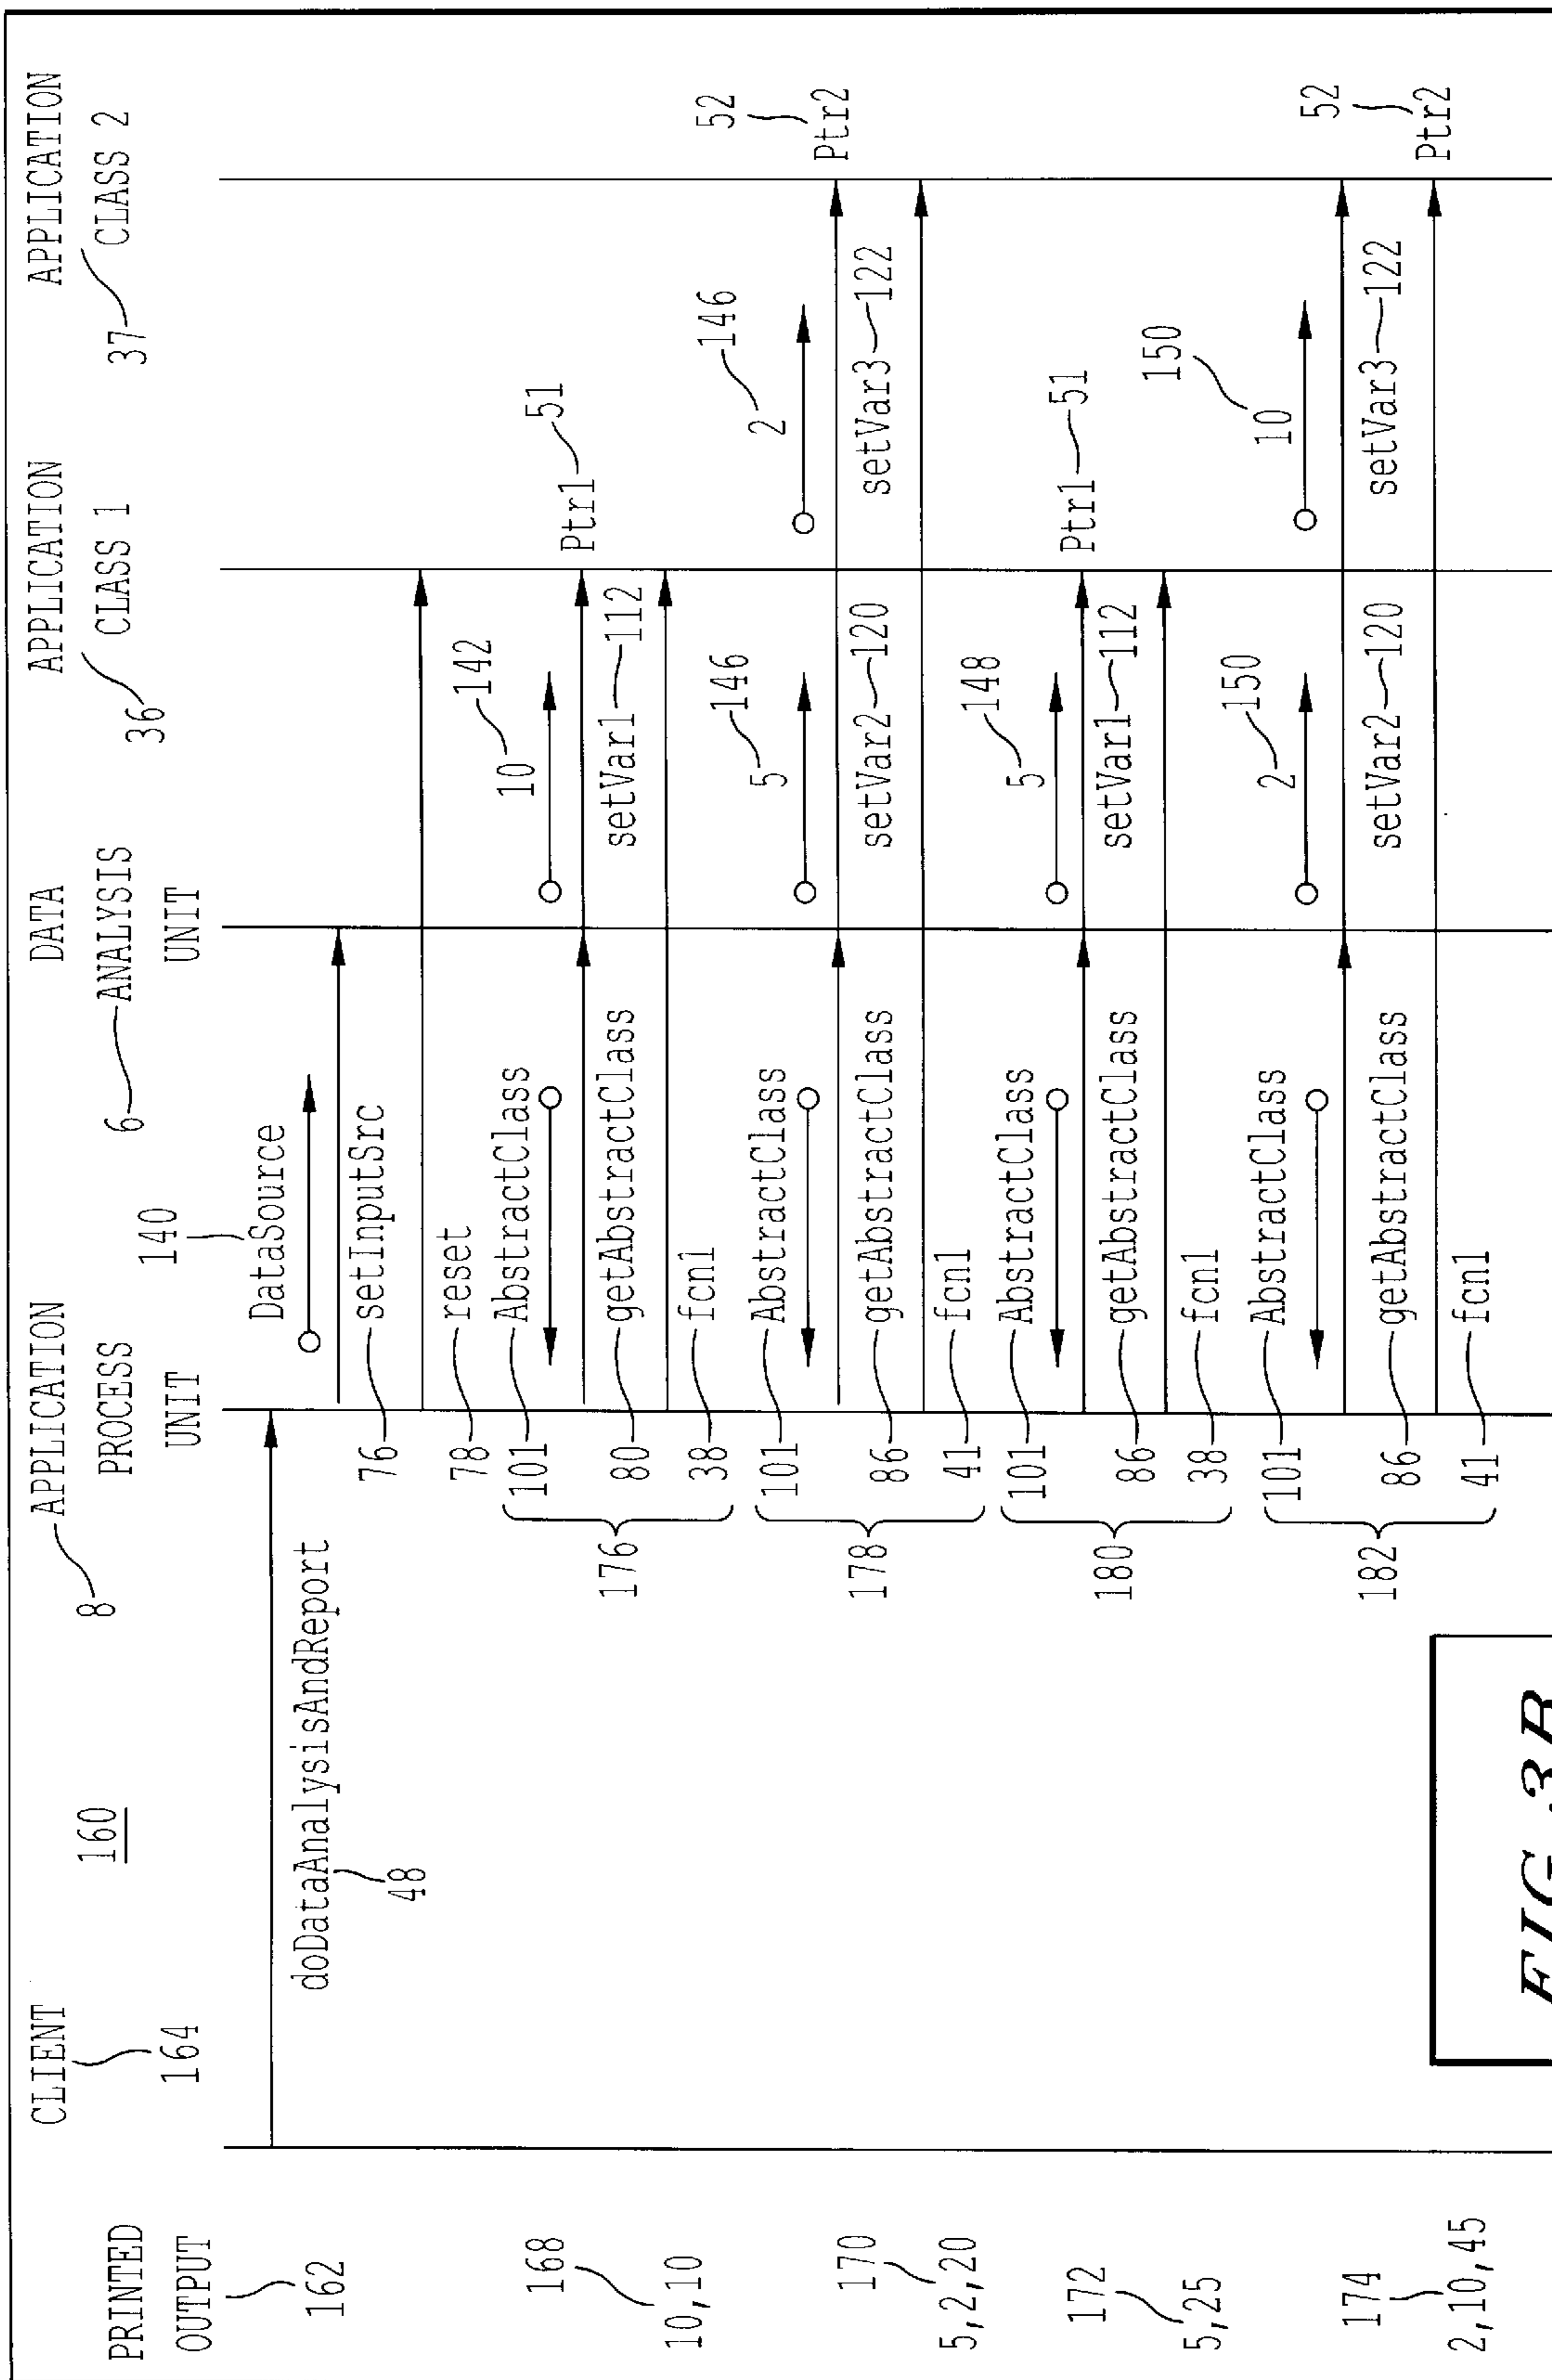 PRINTED
OUTPUT
162
CLIENT
164
160
APPLICATION
8
PROCESS
UNIT
DATA
6 ANALYSIS
UNIT
APPLICATION
CLASS 1
36
APPLICATION
CLASS 2
37
doDataAnalysisAndReport
48
140
DataSource
76 setInputSrc
78 reset
168
10,10
176
101 AbstractClass
80 getAbstractClass
38 fcn1
142
10
setVar1 112
Ptr1 51
170
5,2,20
178
101 AbstractClass
86 getAbstractClass
41 fcn1
146
5
setVar2 120
146
2
setVar3 122
52
Ptr2
172
5,25
180
101 AbstractClass
86 getAbstractClass
38 fcn1
148
5
setVar1 112
Ptr1 51
174
2,10,45
182
101 AbstractClass
86 getAbstractClass
41 fcn1
150
2
setVar2 120
150
10
setVar3 122
52
Ptr2
FIG.3B